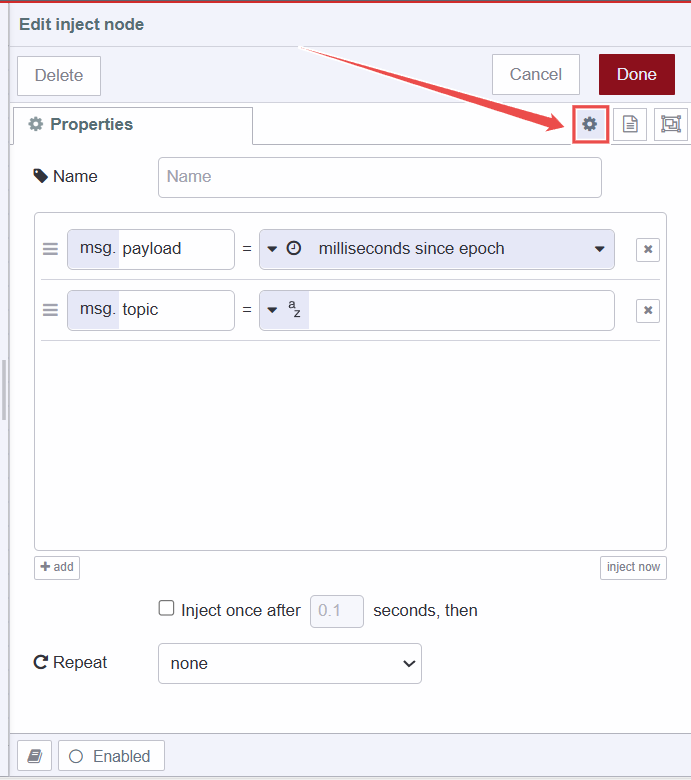 Edit inject node
Delete
Cancel
Done
Properties
Name
Name
msg. payload
=
milliseconds since epoch
msg. topic
=
az
add
inject now
Inject once after 0.1 seconds, then
Repeat
none
Enabled